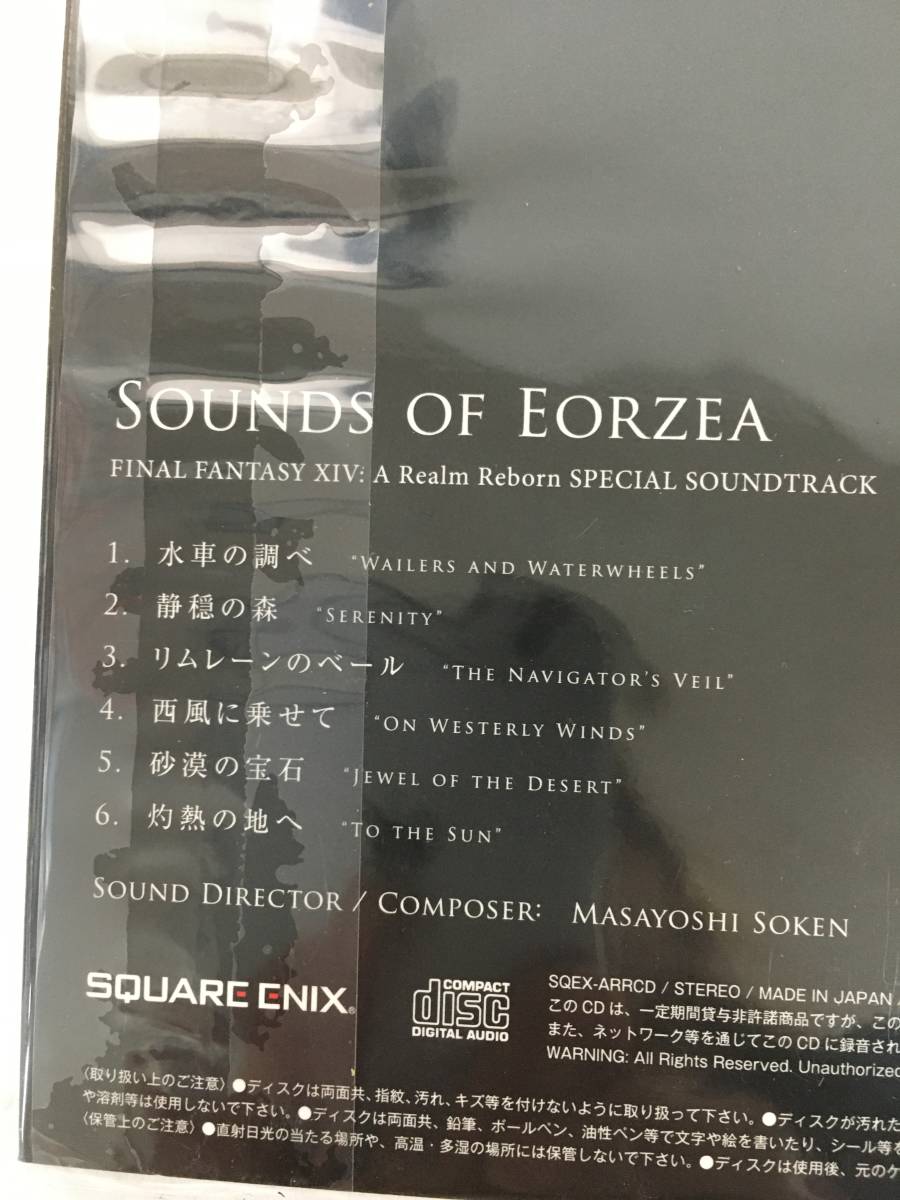 SOUNDS OF EORZEA
FINAL FANTASY XIV: A Realm Reborn SPECIAL SOUNDTRACK
1. 水車の調べ "WAILERS AND WATERWHEELS"
2. 静穏の森 "SERENITY"
3. リムレーンのベール "THE NAVIGATOR'S VEIL"
4. 西風に乗せて "ON WESTERLY WINDS"
5. 砂漠の宝石 "JEWEL OF THE DESERT"
6. 灼熱の地へ "TO THE SUN"
SOUND DIRECTOR / COMPOSER: MASAYOSHI SOKEN
SQUARE ENIX®
COMPACT
disc
DIGITAL AUDIO
SQEX-ARRCD / STEREO / MADE IN JAPAN /
このCDは、一定期間貸与非許諾商品ですが、この
また、ネットワーク等を通じてこのCDに録音され
WARNING: All Rights Reserved. Unauthorized
〈取り扱い上のご注意〉●ディスクは両面共、指紋、汚れ、キズ等を付けないように取り扱って下さい。●ディスクが汚れた
や溶剤等は使用しないで下さい。●ディスクは両面共、鉛筆、ボールペン、油性ペン等で文字や絵を書いたり、シール等を
〈保管上のご注意〉●直射日光の当たる場所や、高温・多湿の場所には保管しないで下さい。●ディスクは使用後、元のケ